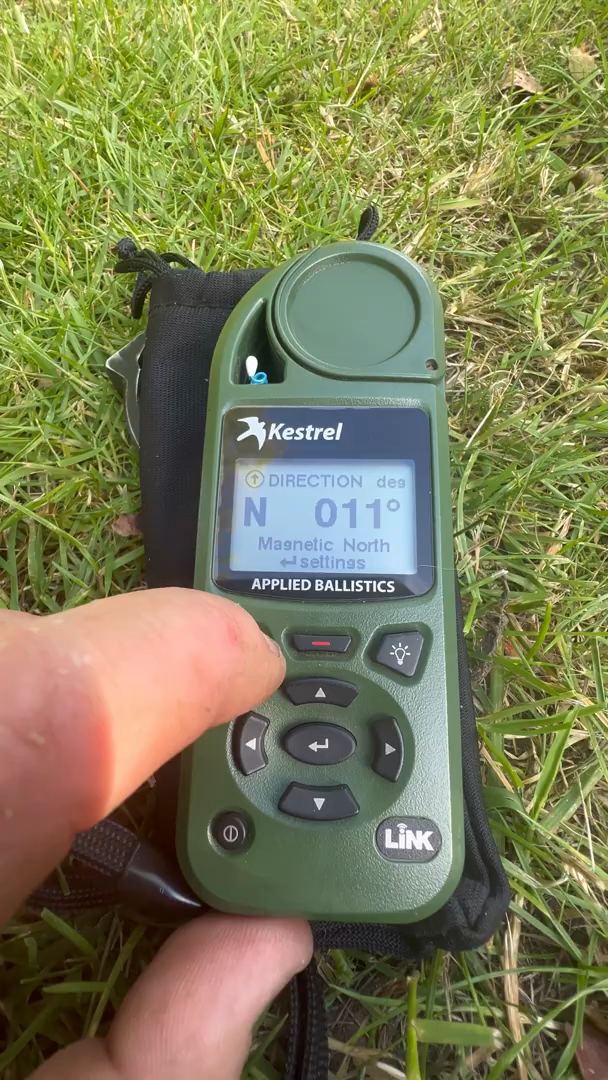 Kestrel
DIRECTION deg
N 011°
Magnetic North
↵ settings
APPLIED BALLISTICS
LiNK